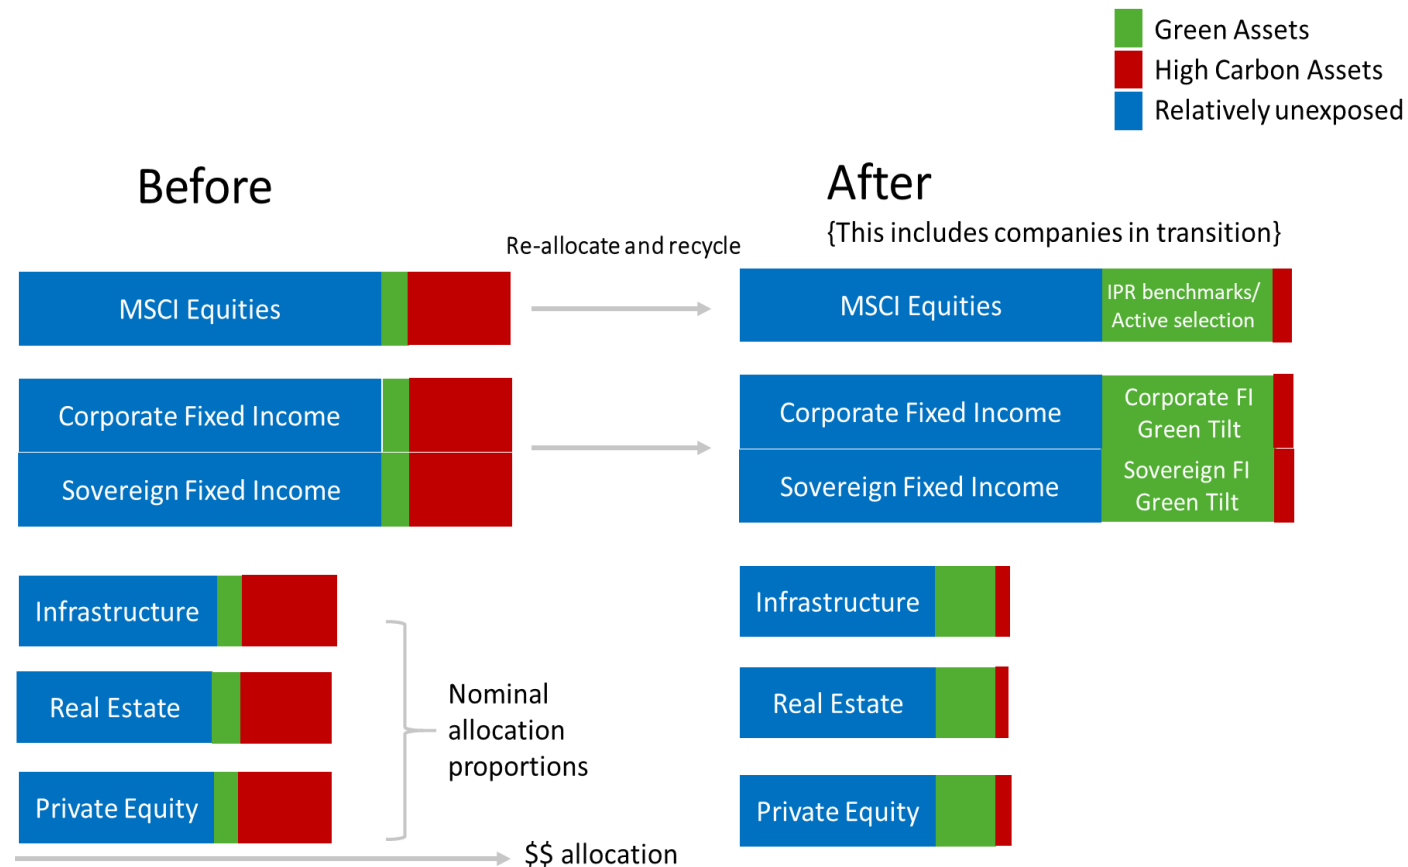 Green Assets
High Carbon Assets
Relatively unexposed
Before
After
{This includes companies in transition}
Re-allocate and recycle
MSCI Equities
MSCI Equities
IPR benchmarks/
Active selection
Corporate Fixed Income
Corporate Fixed Income
Corporate FI
Green Tilt
Sovereign Fixed Income
Sovereign Fixed Income
Sovereign FI
Green Tilt
Infrastructure
Infrastructure
Real Estate
Nominal
allocation
proportions
Real Estate
Private Equity
Private Equity
$$ allocation